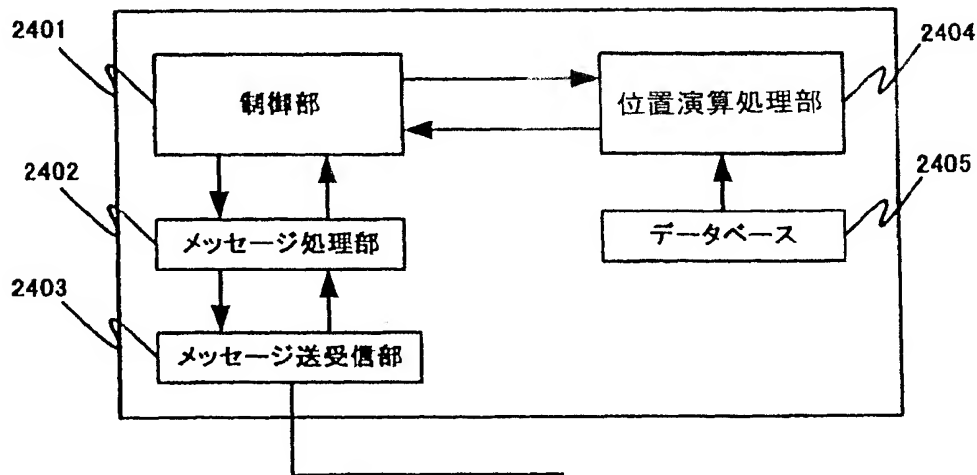 2401
制御部
位置演算処理部
2404
2402
メッセージ処理部
データベース
2405
2403
メッセージ送受信部